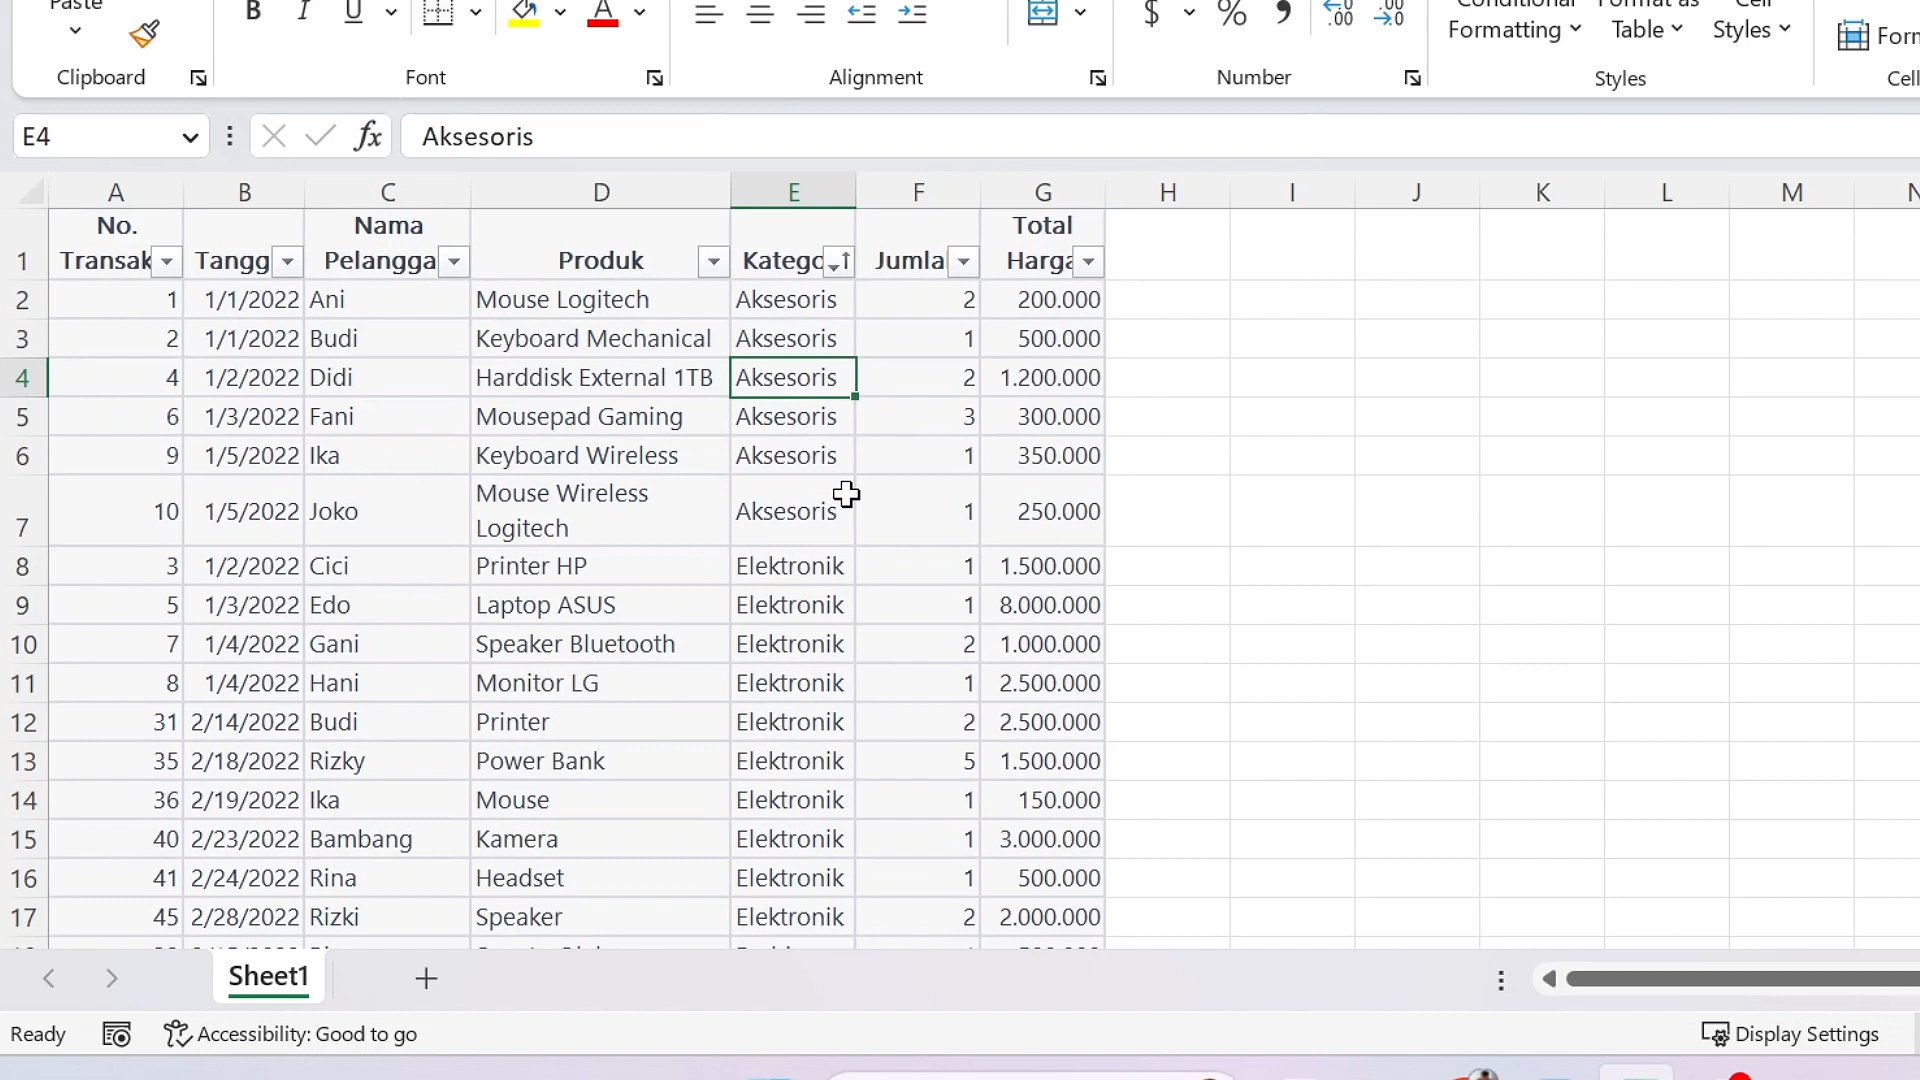 Paste
B I U A $ % 9 .00
Formatting Table Styles Form
Clipboard Font Alignment Number Styles Cell
E4 fx Aksesoris
A B C D E F G H I J K L M
No. Nama Total
1 Transak Tangg Pelangga Produk Katego Jumla Harga
2 1 1/1/2022 Ani Mouse Logitech Aksesoris 2 200.000
3 2 1/1/2022 Budi Keyboard Mechanical Aksesoris 1 500.000
4 4 1/2/2022 Didi Harddisk External 1TB Aksesoris 2 1.200.000
5 6 1/3/2022 Fani Mousepad Gaming Aksesoris 3 300.000
6 9 1/5/2022 Ika Keyboard Wireless Aksesoris 1 350.000
7 10 1/5/2022 Joko Mouse Wireless Logitech Aksesoris 1 250.000
8 3 1/2/2022 Cici Printer HP Elektronik 1 1.500.000
9 5 1/3/2022 Edo Laptop ASUS Elektronik 1 8.000.000
10 7 1/4/2022 Gani Speaker Bluetooth Elektronik 2 1.000.000
11 8 1/4/2022 Hani Monitor LG Elektronik 1 2.500.000
12 31 2/14/2022 Budi Printer Elektronik 2 2.500.000
13 35 2/18/2022 Rizky Power Bank Elektronik 5 1.500.000
14 36 2/19/2022 Ika Mouse Elektronik 1 150.000
15 40 2/23/2022 Bambang Kamera Elektronik 1 3.000.000
16 41 2/24/2022 Rina Headset Elektronik 1 500.000
17 45 2/28/2022 Rizki Speaker Elektronik 2 2.000.000
Sheet1
Ready Accessibility: Good to go Display Settings